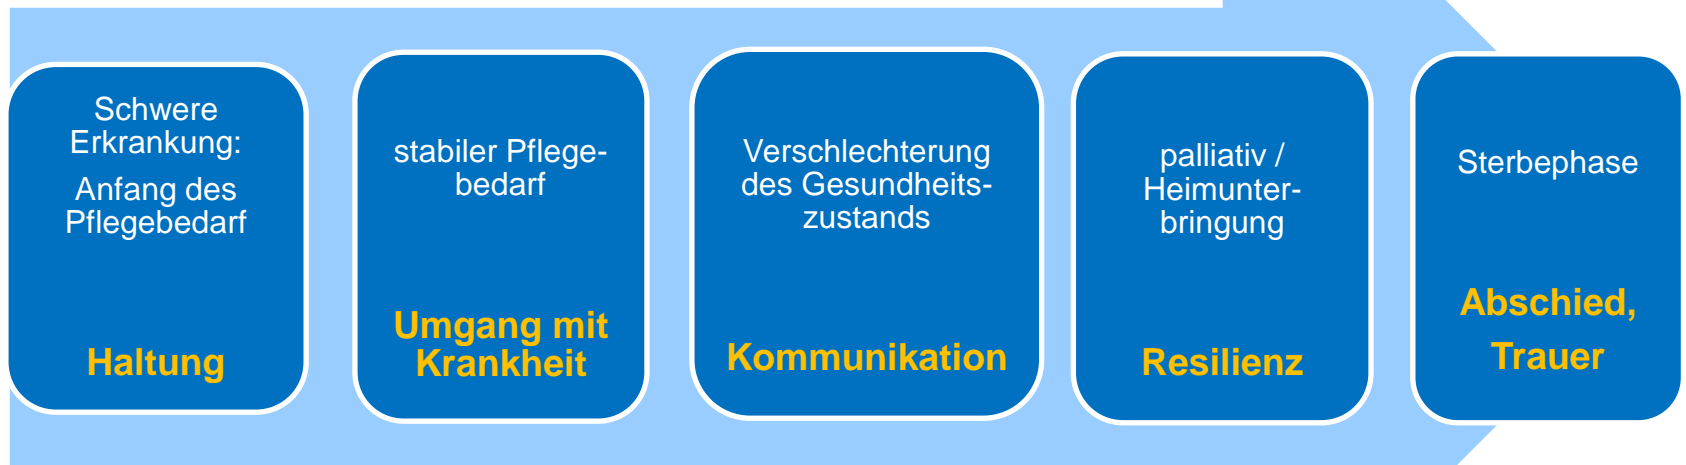 Schwere
Erkrankung:
Anfang des
Pflegebedarf
Haltung
stabiler Pflege-
bedarf
Umgang mit
Krankheit
Verschlechterung
des Gesundheits-
zustands
Kommunikation
palliativ /
Heimunter-
bringung
Resilienz
Sterbephase
Abschied,
Trauer